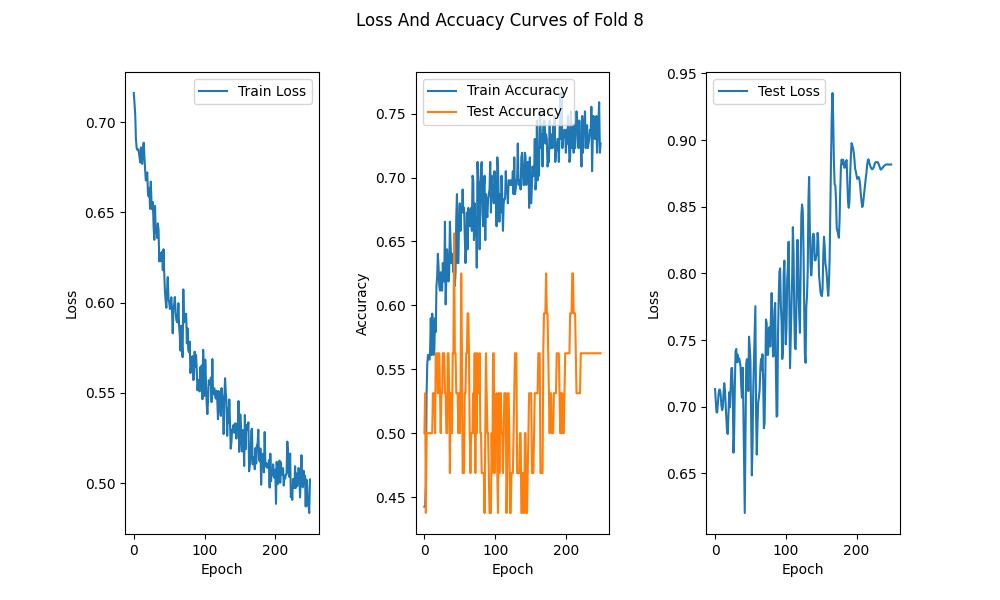 Loss And Accuacy Curves of Fold 8
Train Loss
0.70
0.65
0.60
0.55
0.50
Loss
0 100 200
Epoch
Train Accuracy
Test Accuracy
0.75
0.70
0.65
0.60
0.55
0.50
0.45
Accuracy
0 100 200
Epoch
Test Loss
0.95
0.90
0.85
0.80
0.75
0.70
0.65
Loss
0 100 200
Epoch